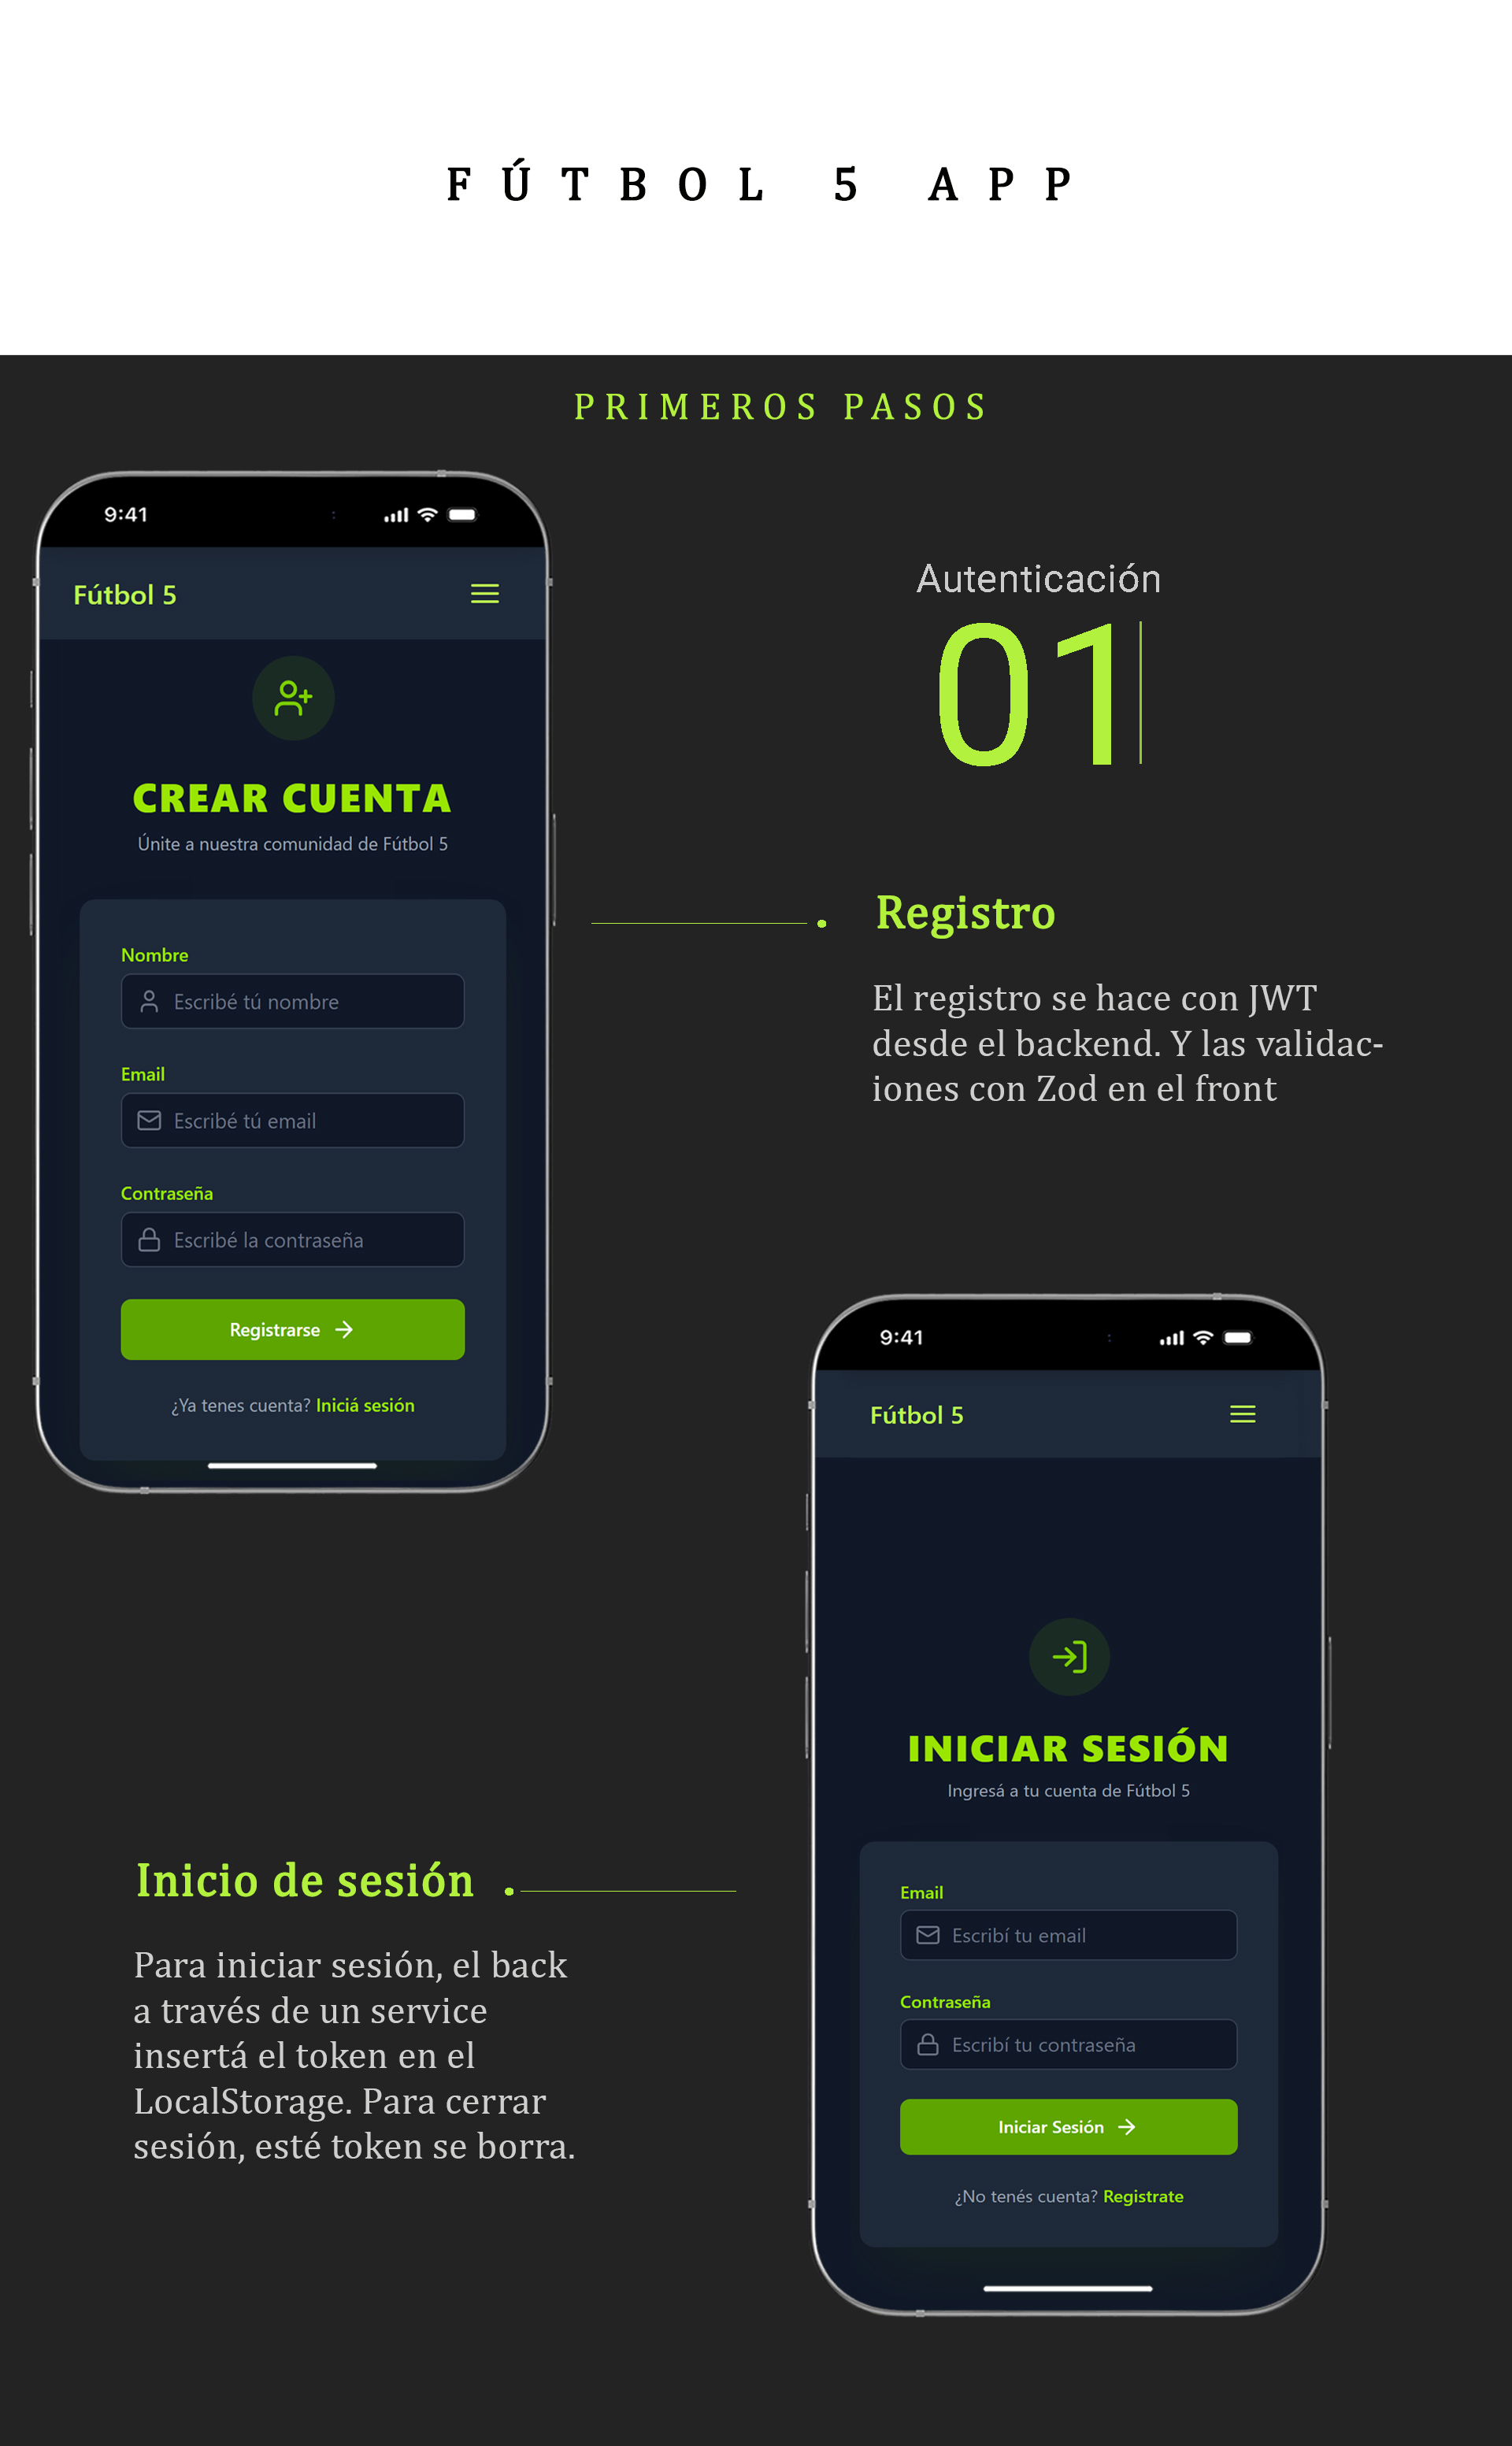 FÚTBOL 5 APP
PRIMEROS PASOS
9:41
Fútbol 5
CREAR CUENTA
Únite a nuestra comunidad de Fútbol 5
Nombre
Escribé tú nombre
Email
Escribé tú email
Contraseña
Escribé la contraseña
Registrarse
¿Ya tenes cuenta? Iniciá sesión
Autenticación
01
Registro
El registro se hace con JWT
desde el backend. Y las validac-
iones con Zod en el front
9:41
Fútbol 5
INICIAR SESIÓN
Ingresá a tu cuenta de Fútbol 5
Email
Escribí tu email
Contraseña
Escribí tu contraseña
Iniciar Sesión
¿No tenés cuenta? Registrate
Inicio de sesión
Para iniciar sesión, el back
a través de un service
insertá el token en el
LocalStorage. Para cerrar
sesión, esté token se borra.